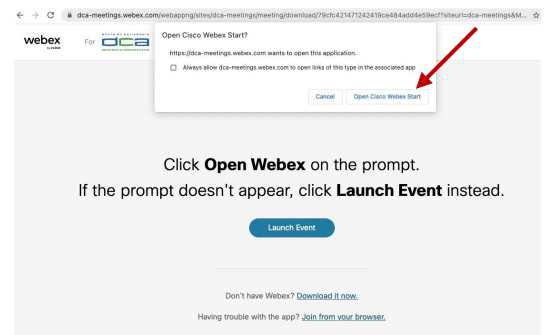 dca-meetings.webex.com/webappng/sites/dca-meetings/meeting/download/79cfc421471242419ce484add4e59ecf?siteurl=dca-meetings&M...
webex
For
STATE OF CALIFORNIA
dca
Open Cisco Webex Start?
https://dca-meetings.webex.com wants to open this application.
Always allow dca-meetings.webex.com to open links of this type in the associated app
Cancel
Open Cisco Webex Start
Click Open Webex on the prompt.
If the prompt doesn't appear, click Launch Event instead.
Launch Event
Don't have Webex? Download it now.
Having trouble with the app? Join from your browser.